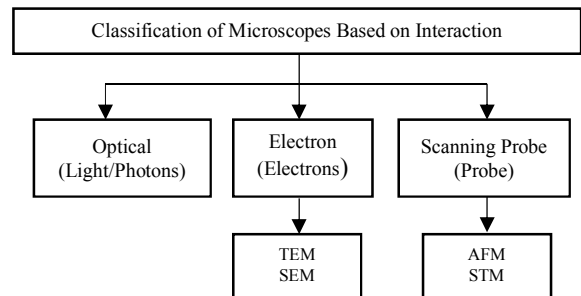 Classification of Microscopes Based on Interaction
Optical
(Light/Photons)
Electron
(Electrons)
Scanning Probe
(Probe)
TEM
SEM
AFM
STM